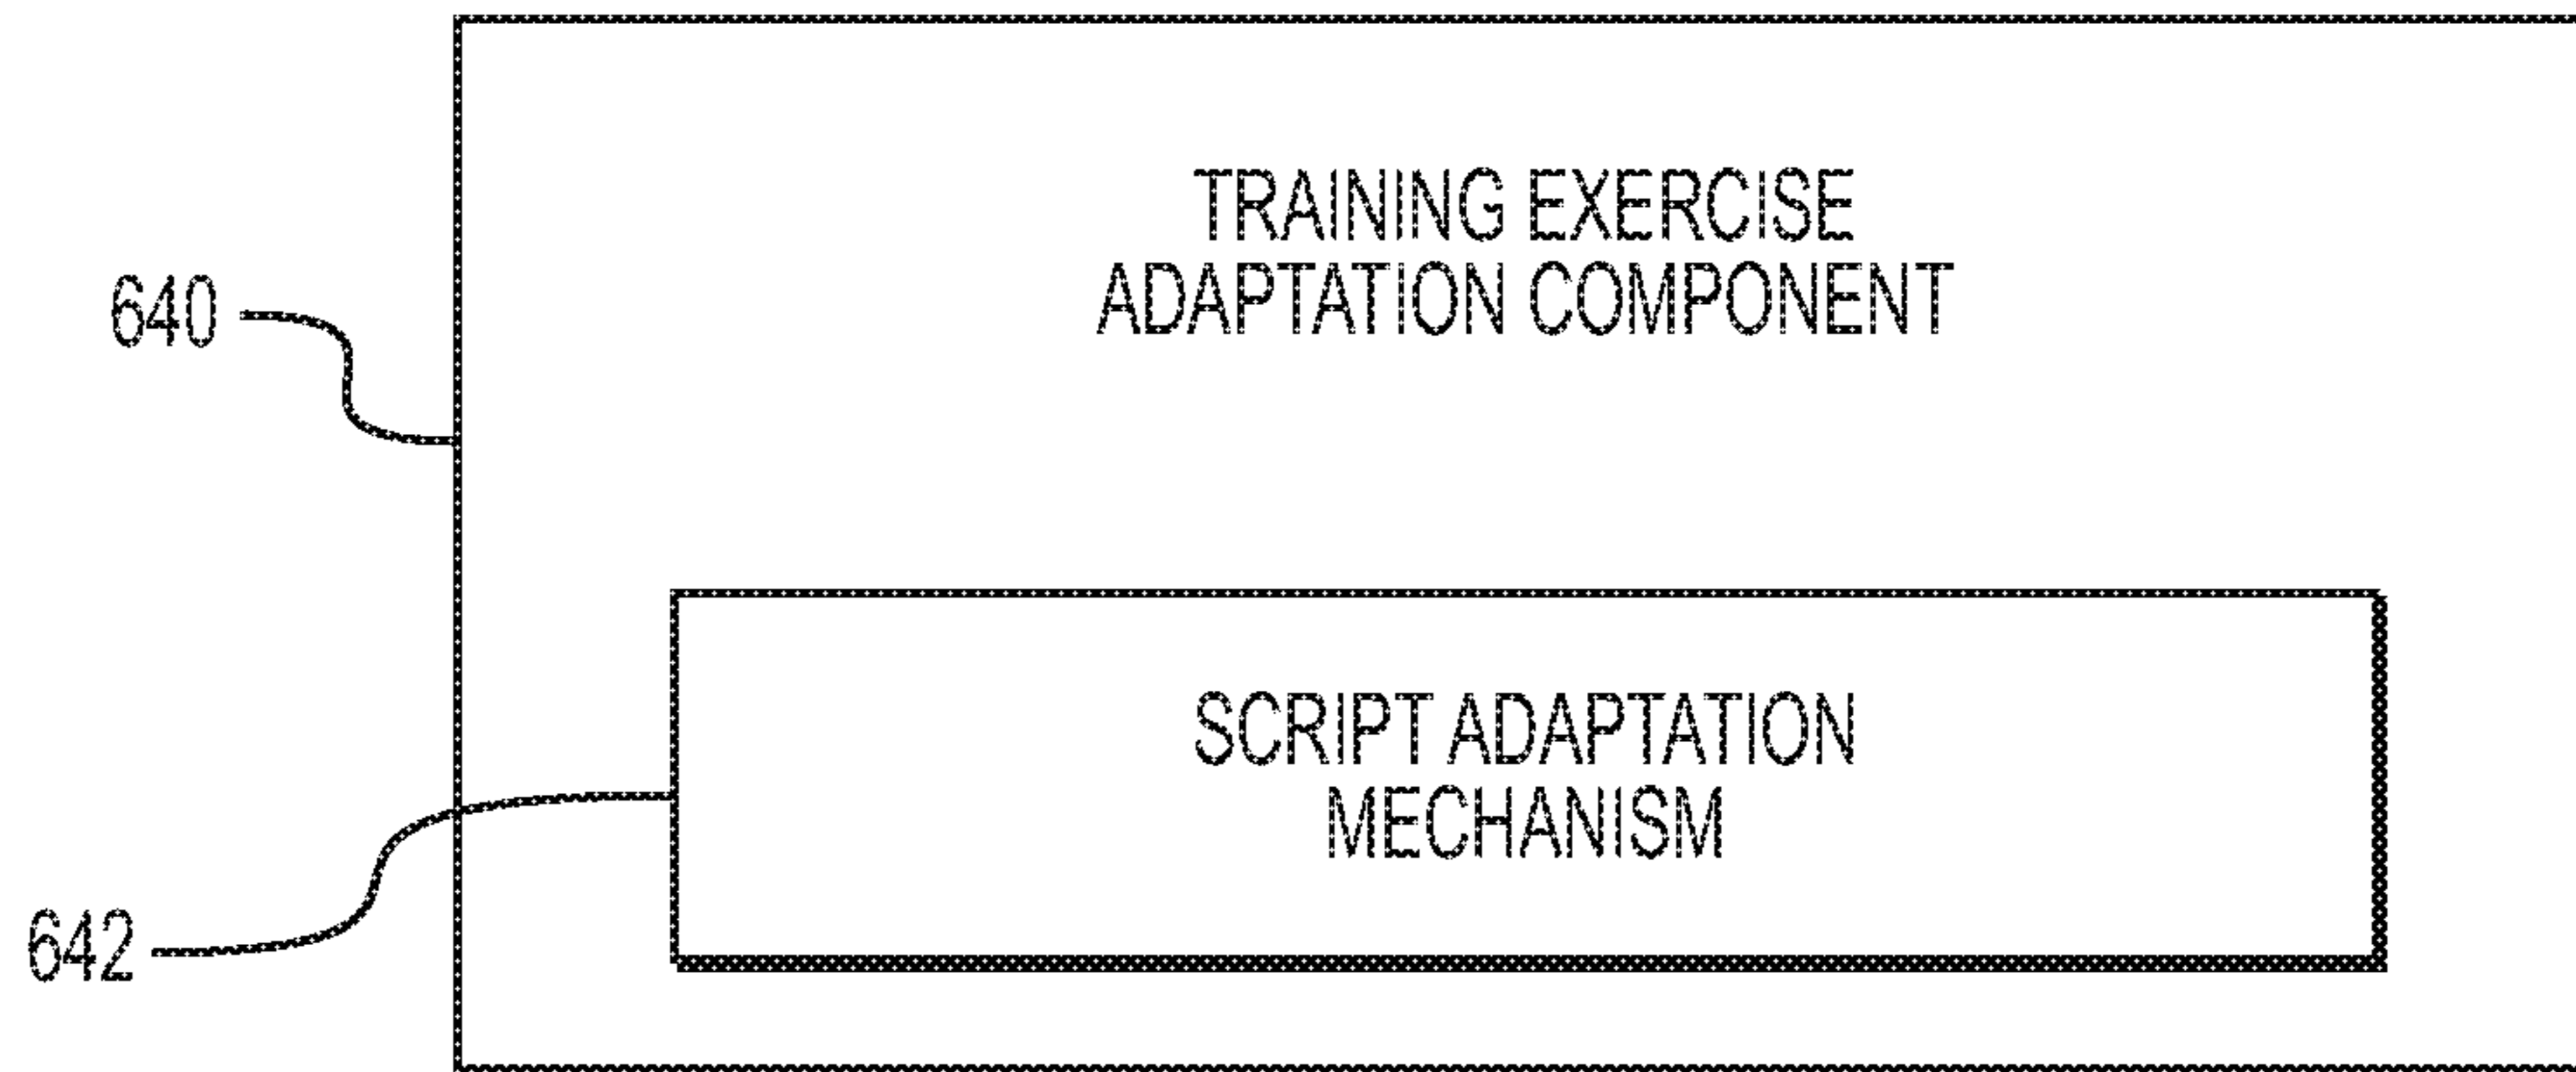 TRAINING EXERCISE
ADAPTATION COMPONENT
640
SCRIPT ADAPTATION
MECHANISM
642